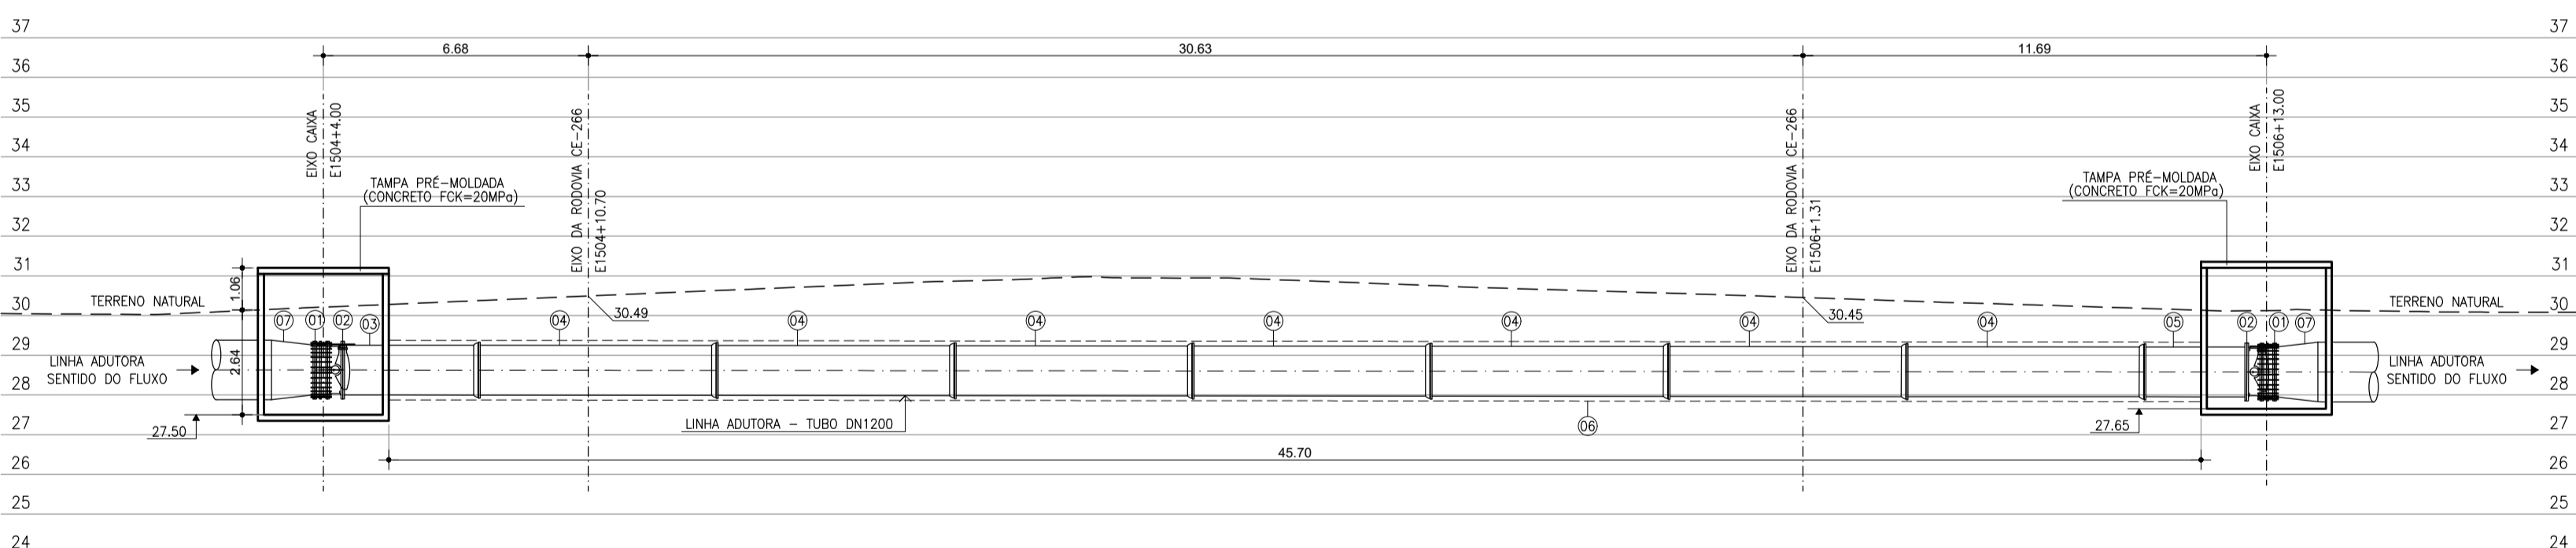 37
37
6.68
30.63
11.69
36
36
35
35
34
34
33
33
32
32
31
31
30
30
29
29
28
28
27
27
26
26
25
25
24
24
EIXO CAIXA
E1504+4.00
EIXO DA RODOVIA CE-266
E1504+10.70
EIXO DA RODOVIA CE-266
E1506+1.31
EIXO CAIXA
E1506+13.00
TAMPA PRÉ-MOLDADA
(CONCRETO FCK=20MPa)
TAMPA PRÉ-MOLDADA
(CONCRETO FCK=20MPa)
1.06
2.64
TERRENO NATURAL
TERRENO NATURAL
30.49
30.45
07
01
02
03
04
04
04
04
04
04
04
05
02
01
07
LINHA ADUTORA
SENTIDO DO FLUXO
LINHA ADUTORA
SENTIDO DO FLUXO
27.50
LINHA ADUTORA - TUBO DN1200
06
27.65
45.70